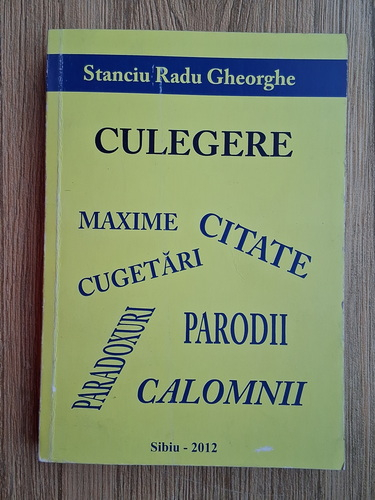 Stanciu Radu Gheorghe
CULEGERE
MAXIME
CITATE
CUGETĂRI
PARADOXURI
PARODII
CALOMNII
Sibiu - 2012